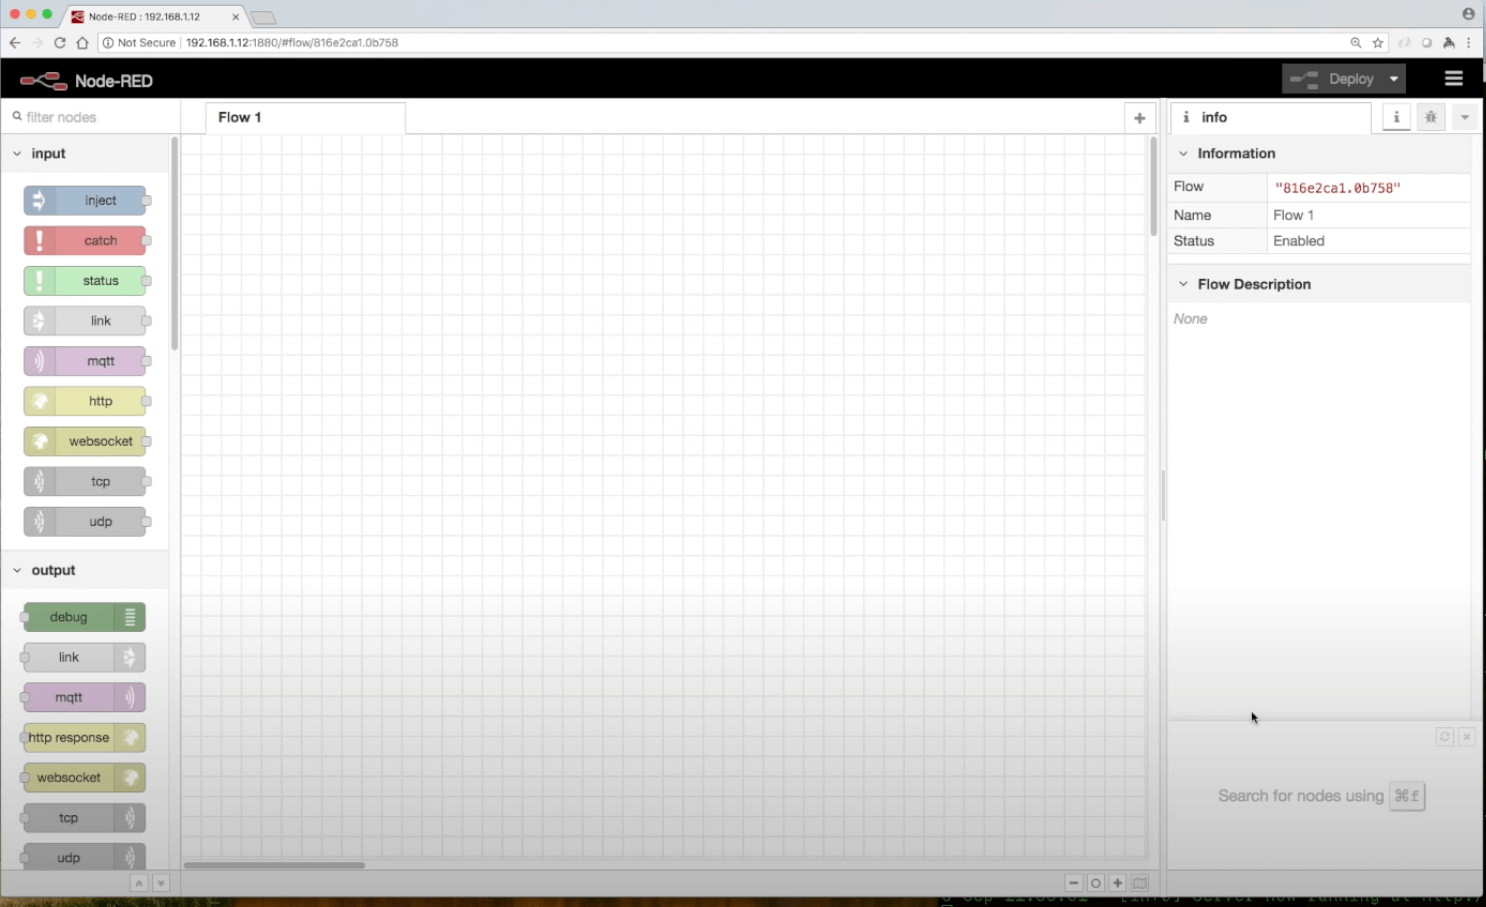 Node-RED : 192.168.1.12
Not Secure 192.168.1.12:1880/#flow/816e2ca1.0b758
Node-RED
Deploy
filter nodes
Flow 1
info
input
inject
catch
status
link
mqtt
http
websocket
tcp
udp
output
debug
link
mqtt
http response
websocket
tcp
udp
Information
Flow "816e2ca1.0b758"
Name Flow 1
Status Enabled
Flow Description
None
Search for nodes using ⌘f